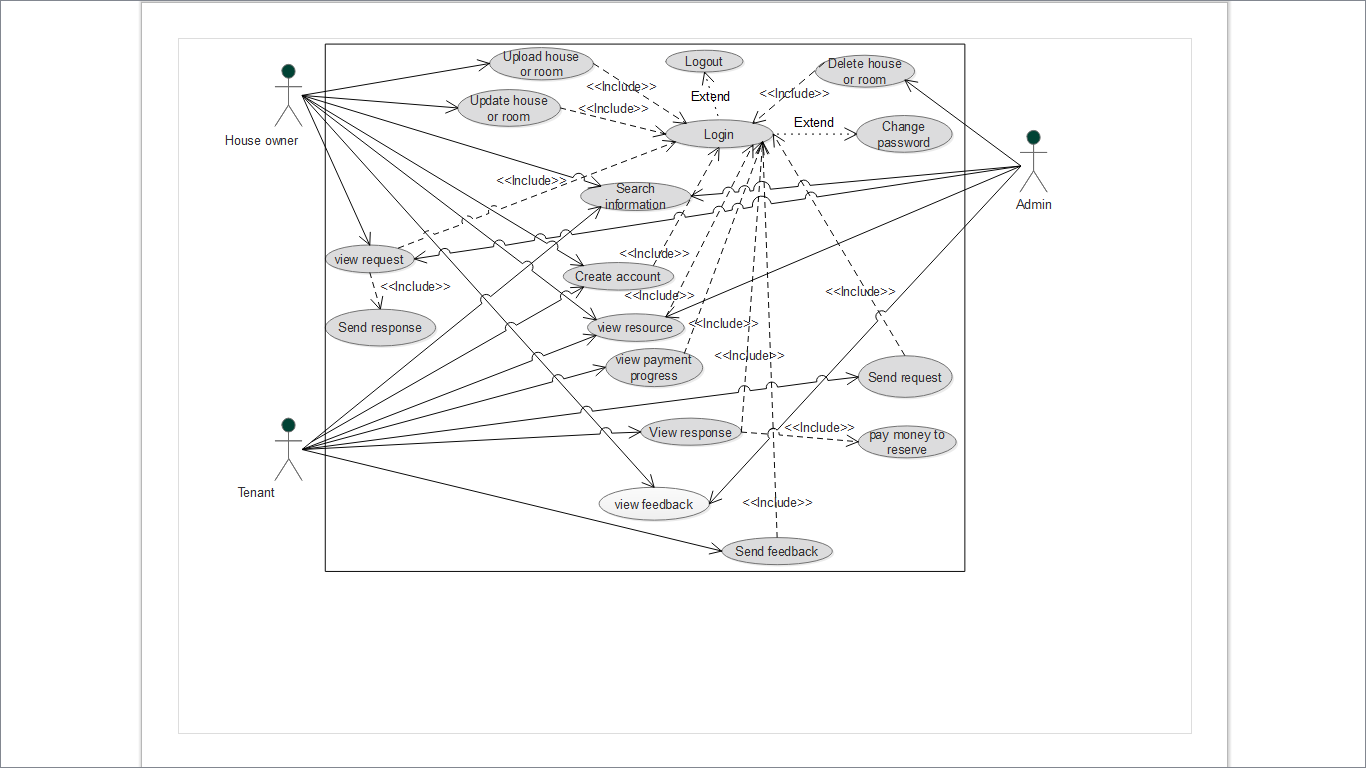 Upload house
or room
Logout
Delete house
or room
<<Include>>
Extend
<<Include>>
Update house
or room
<<Include>>
Login
Extend
Change
password
House owner
<<Include>>
Search
information
Admin
view request
<<Include>>
Create account
<<Include>>
<<Include>>
<<Include>>
Send response
view resource
<<Include>>
<<Include>>
view payment
progress
Send request
View response
<<Include>>
pay money to
reserve
Tenant
view feedback
<<Include>>
Send feedback